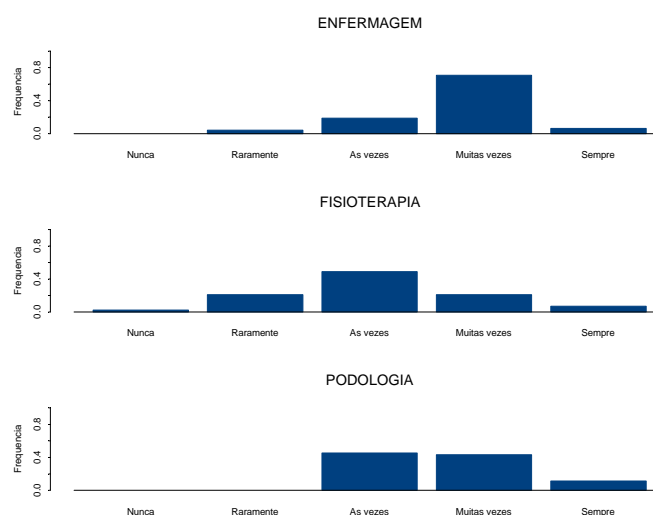 ENFERMAGEM
Frequencia
0.8
0.4
0.0
Nunca Raramente As vezes Muitas vezes Sempre
FISIOTERAPIA
Frequencia
0.8
0.4
0.0
Nunca Raramente As vezes Muitas vezes Sempre
PODOLOGIA
Frequencia
0.8
0.4
0.0
Nunca Raramente As vezes Muitas vezes Sempre